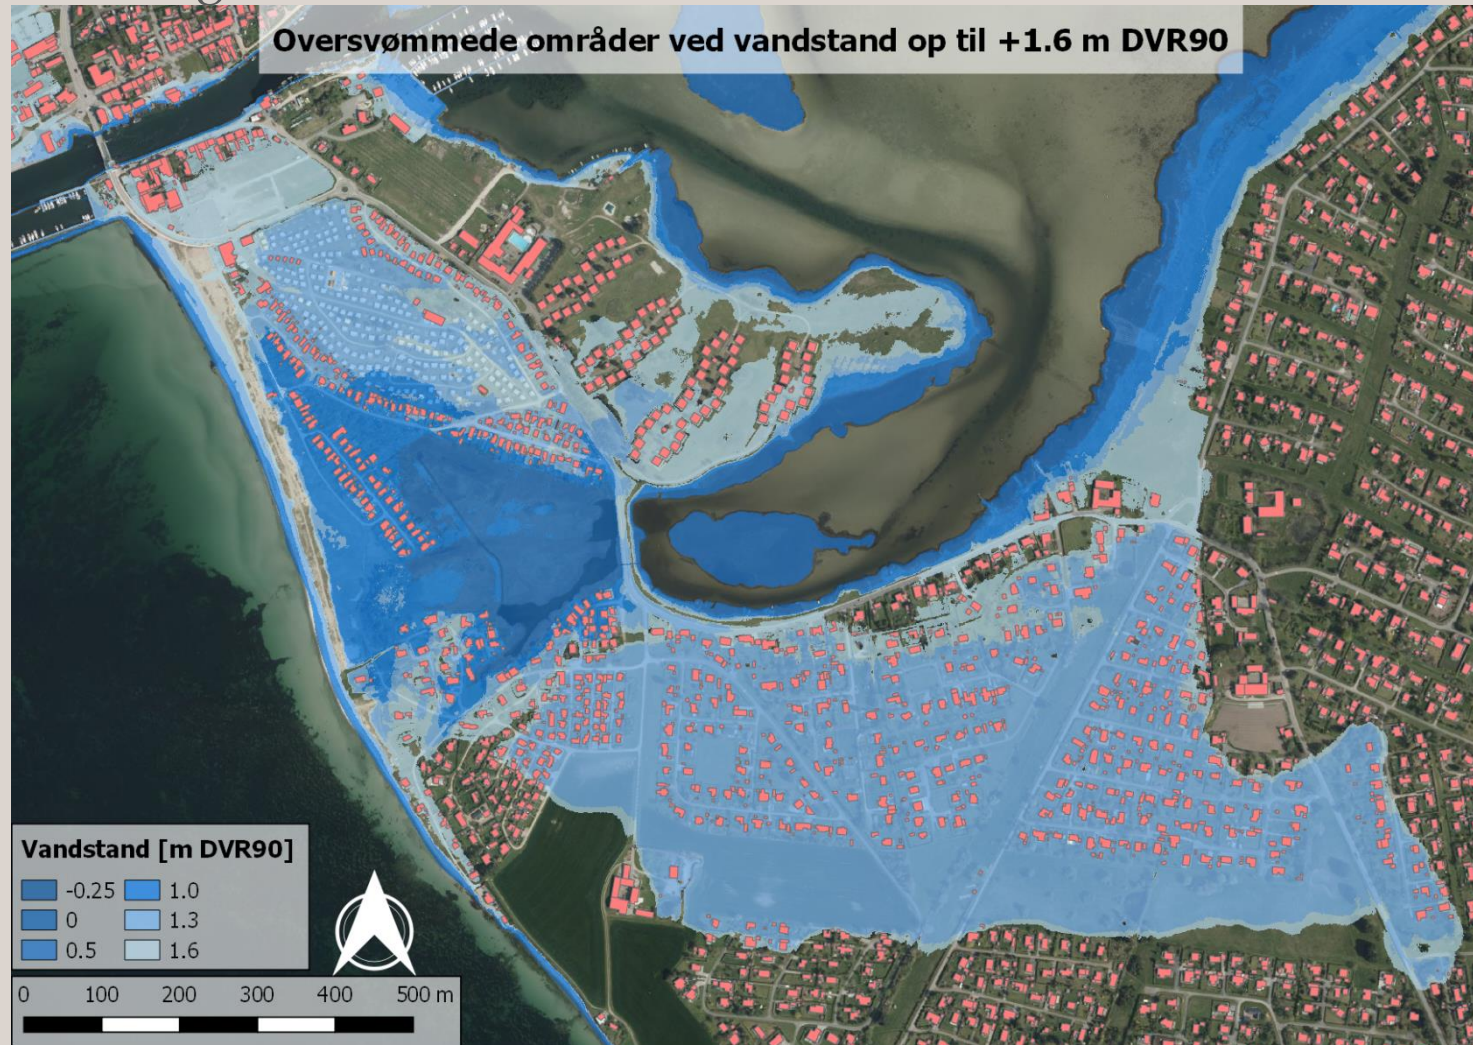 Oversvømmede områder ved vandstand op til +1.6 m DVR90
Vandstand [m DVR90]
-0.25 1.0
0 1.3
0.5 1.6
0 100 200 300 400 500 m